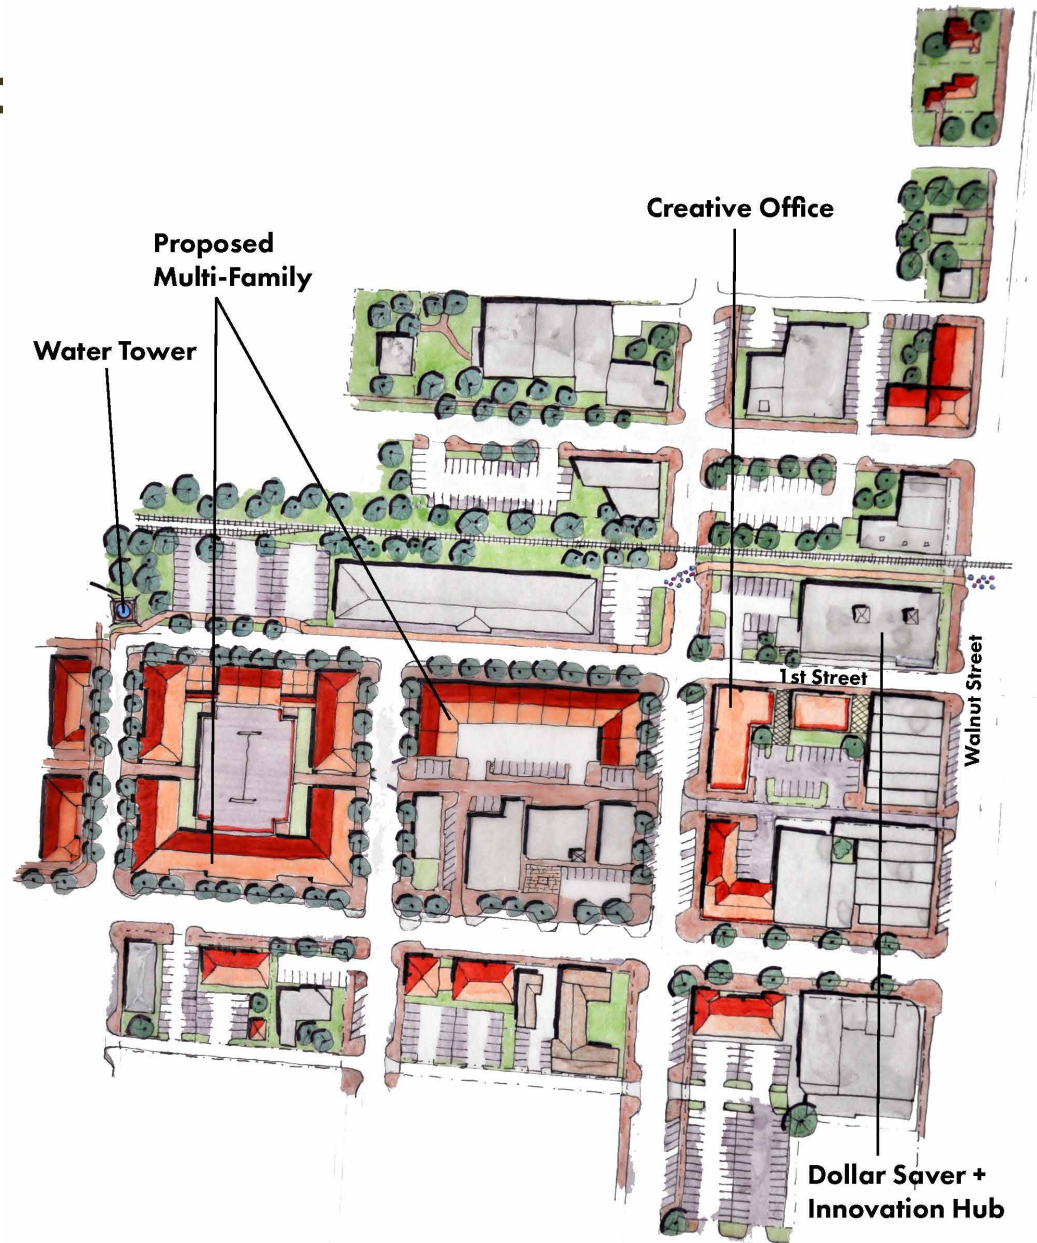 Creative Office
Proposed
Multi-Family
Water Tower
1st Street
Walnut Street
Dollar Saver +
Innovation Hub